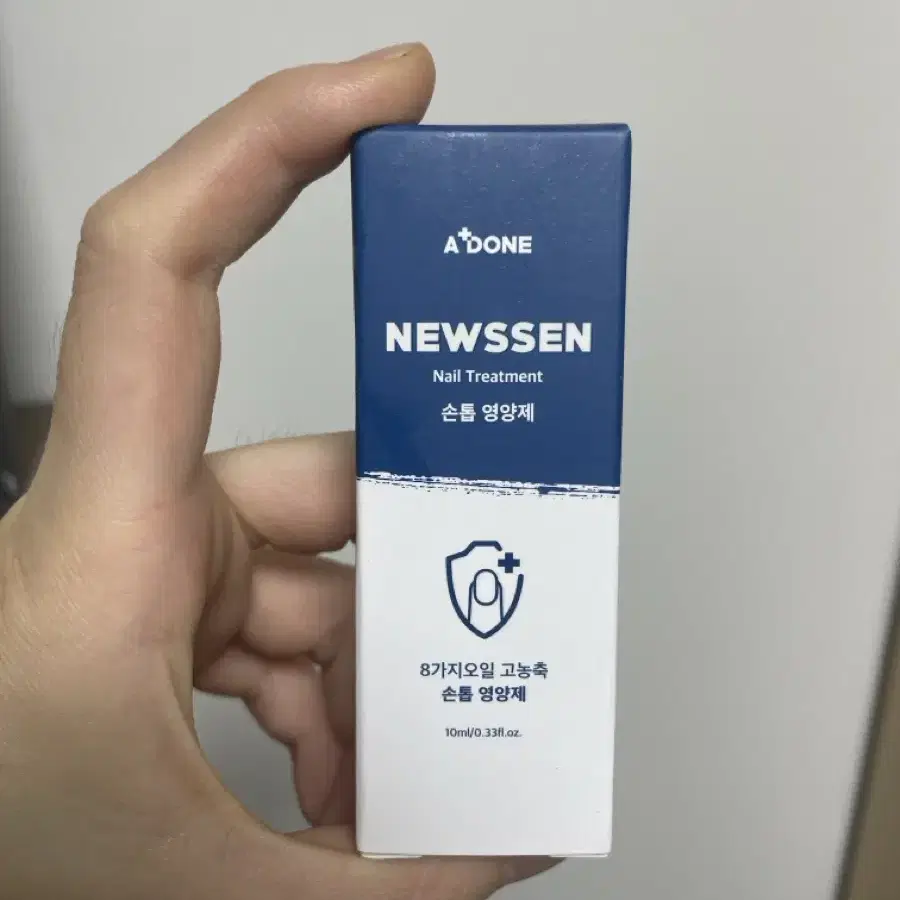 A+DONE
NEWSSEN
Nail Treatment
손톱 영양제
8가지오일 고농축
손톱 영양제
10ml/0.33fl.oz.